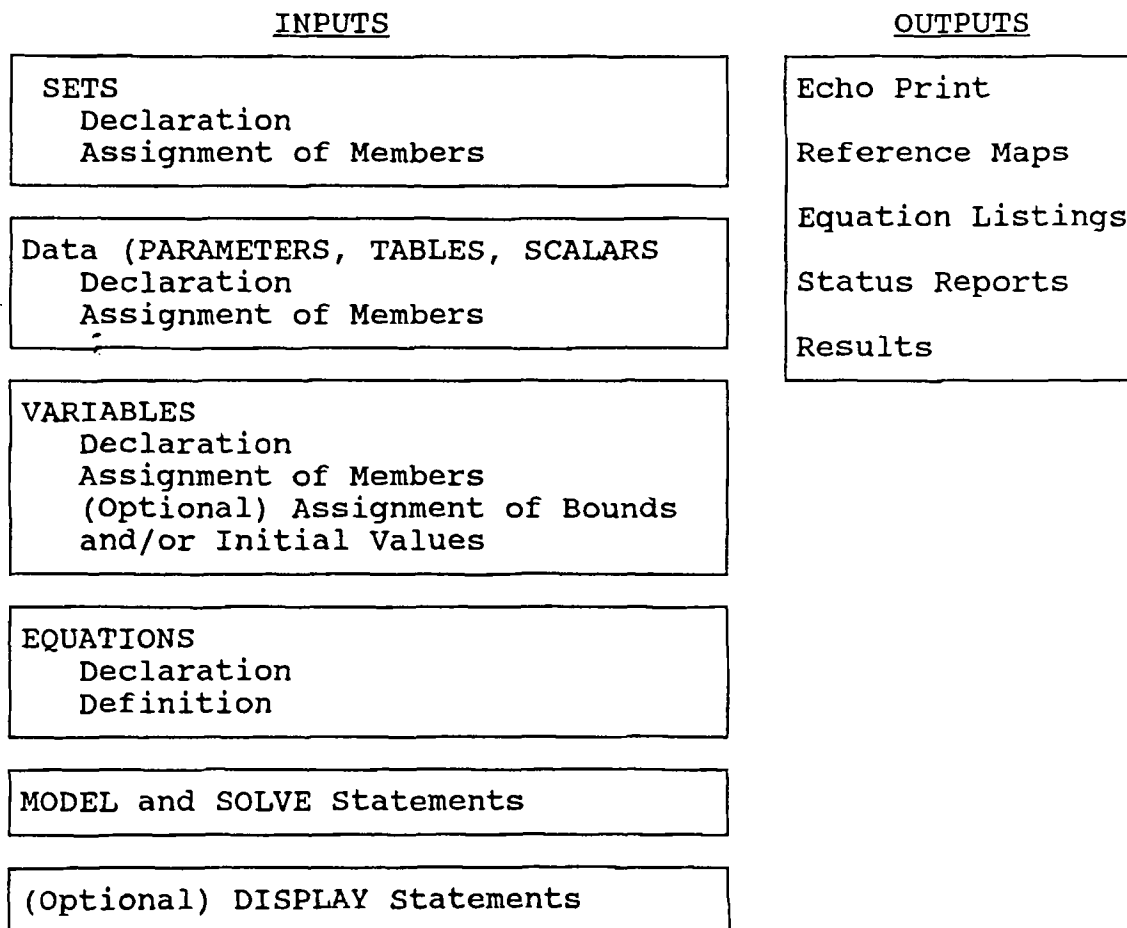 INPUTS
SETS
Declaration
Assignment of Members
Data (PARAMETERS, TABLES, SCALARS
Declaration
Assignment of Members
VARIABLES
Declaration
Assignment of Members
(Optional) Assignment of Bounds
and/or Initial Values
EQUATIONS
Declaration
Definition
MODEL and SOLVE Statements
(Optional) DISPLAY Statements
OUTPUTS
Echo Print
Reference Maps
Equation Listings
Status Reports
Results